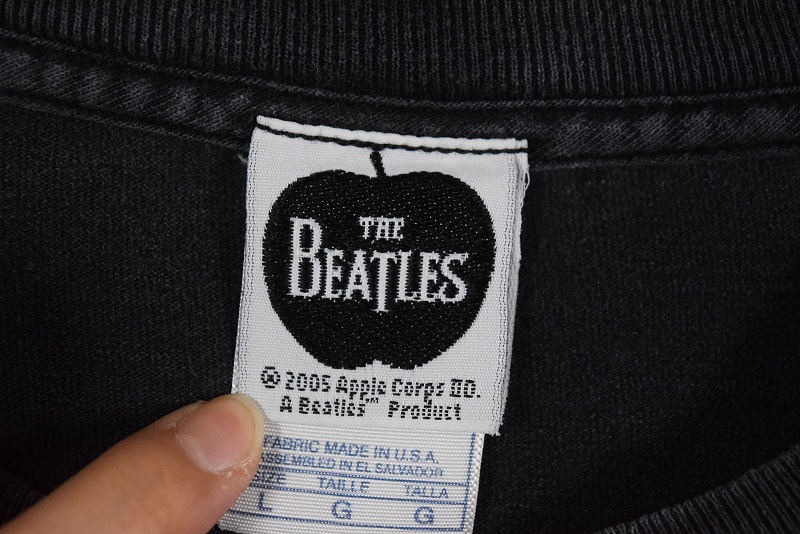 THE
BEATLES
© 2005 Apple Corps LTD.
A Beatles™ Product
FABRIC MADE IN U.S.A.
ASSEMBLED IN EL SALVADOR
SIZE TAILLE TALLA
L G G